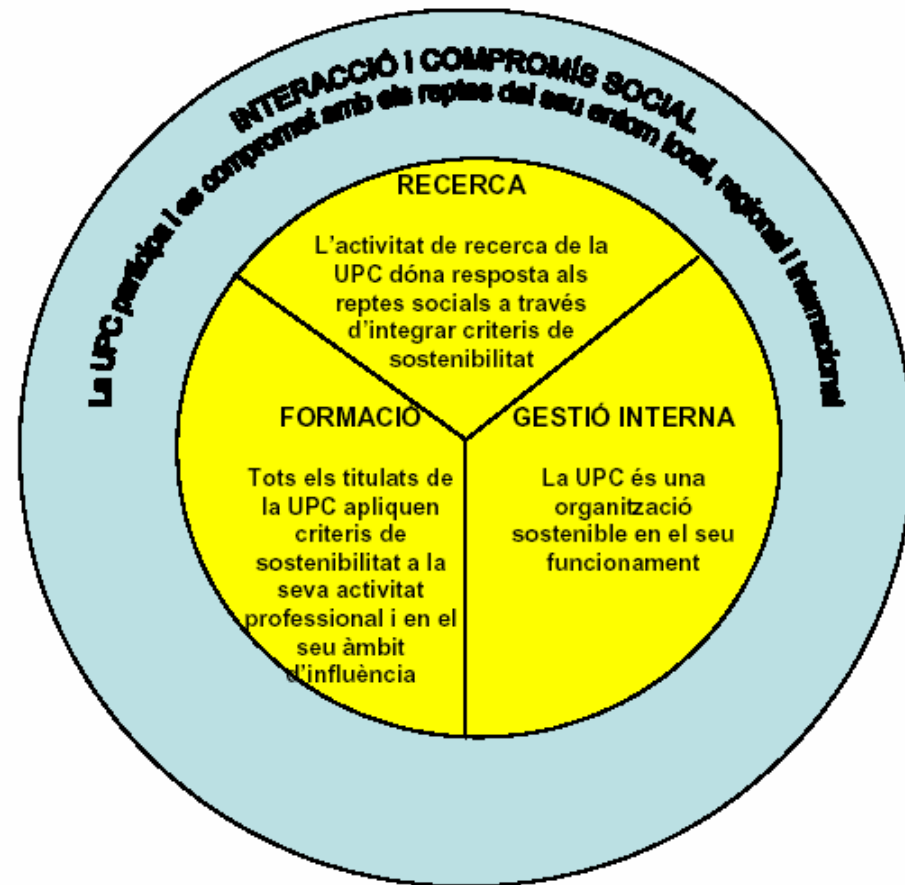 INTERACCIÓ I COMPROMÍS SOCIAL
La UPC participa i es compromet amb els reptes del seu entorn local, regional i internacional
RECERCA
L'activitat de recerca de la
UPC dóna resposta als
reptes socials a través
d'integrar criteris de
sostenibilitat
FORMACIÓ
Tots els titulats de
la UPC apliquen
criteris de
sostenibilitat a la
seva activitat
professional i en el
seu àmbit
d'influència
GESTIÓ INTERNA
La UPC és una
organització
sostenible en el seu
funcionament